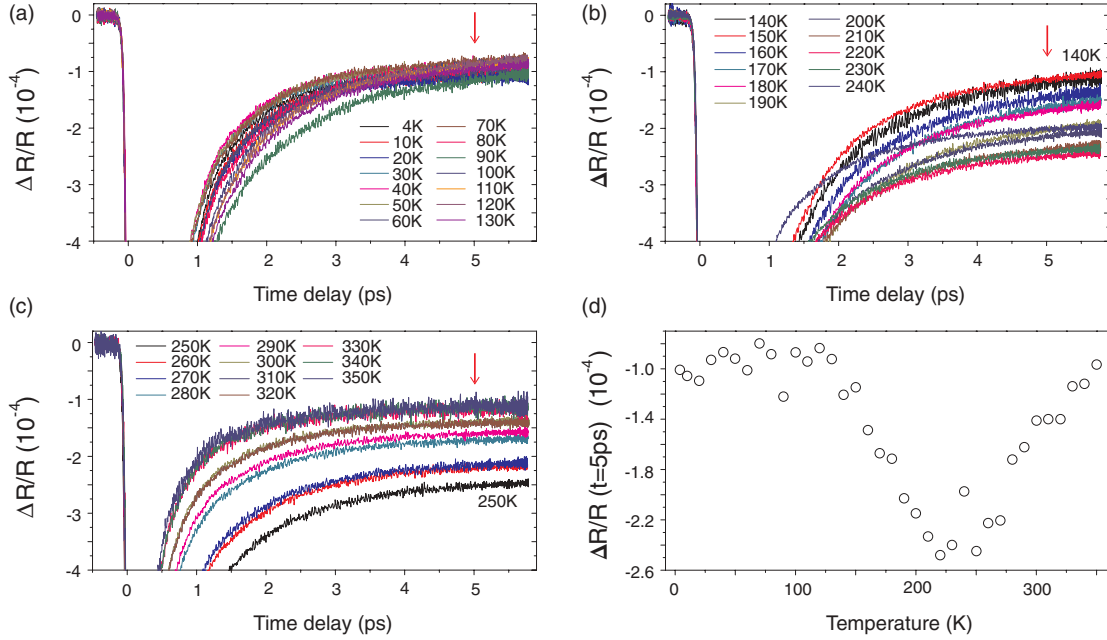 (a)
0
-1
-2
-3
-4
ΔR/R (10⁻⁴)
4K 70K
10K 80K
20K 90K
30K 100K
40K 110K
50K 120K
60K 130K
0 1 2 3 4 5
Time delay (ps)
(b)
0
-1
-2
-3
-4
ΔR/R (10⁻⁴)
140K 200K
150K 210K
160K 220K
170K 230K
180K 240K
190K
140K
0 1 2 3 4 5
Time delay (ps)
(c)
0
-1
-2
-3
-4
ΔR/R (10⁻⁴)
250K 290K 330K
260K 300K 340K
270K 310K 350K
280K 320K
250K
0 1 2 3 4 5
Time delay (ps)
(d)
-1.0
-1.4
-1.8
-2.2
-2.6
ΔR/R (t=5ps) (10⁻⁴)
0 100 200 300
Temperature (K)